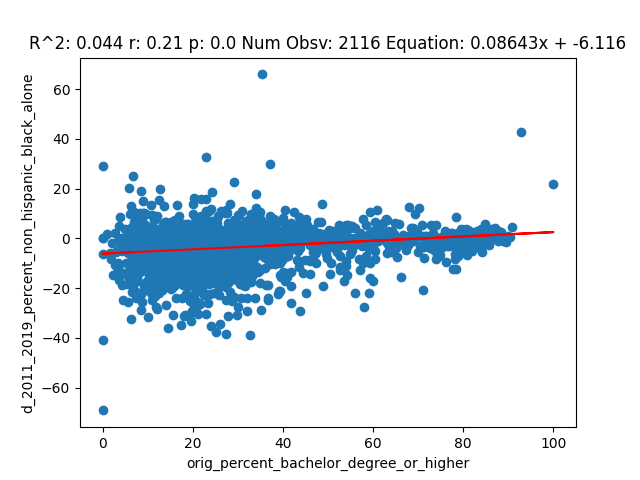 R^2: 0.044 r: 0.21 p: 0.0 Num Obsv: 2116 Equation: 0.08643x + -6.116
d_2011_2019_percent_non_hispanic_black_alone
60
40
20
0
−20
−40
−60
0 20 40 60 80 100
orig_percent_bachelor_degree_or_higher